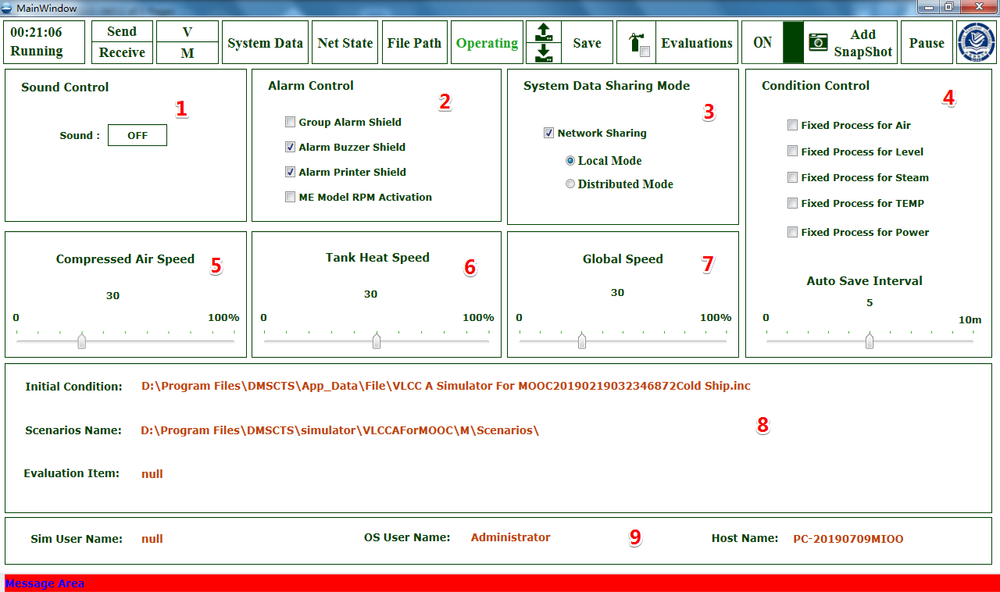 MainWindow
00:21:06
Running
Send
Receive
V
M
System Data
Net State
File Path
Operating
Save
Evaluations
ON
Add
SnapShot
Pause
Sound Control
1
Sound :
OFF
Alarm Control
2
Group Alarm Shield
Alarm Buzzer Shield
Alarm Printer Shield
ME Model RPM Activation
System Data Sharing Mode
3
Network Sharing
Local Mode
Distributed Mode
Condition Control
4
Fixed Process for Air
Fixed Process for Level
Fixed Process for Steam
Fixed Process for TEMP
Fixed Process for Power
Auto Save Interval
5
0
10m
Compressed Air Speed
5
30
0
100%
Tank Heat Speed
6
30
0
100%
Global Speed
7
30
0
100%
Initial Condition:
D:\Program Files\DMSCTS\App_Data\File\VLCC A Simulator For MOOC20190219032346872Cold Ship.inc
Scenarios Name:
D:\Program Files\DMSCTS\simulator\VLCCAForMOOC\M\Scenarios\
8
Evaluation Item:
null
Sim User Name:
null
OS User Name:
Administrator
9
Host Name:
PC-20190709MIOO
Message Area